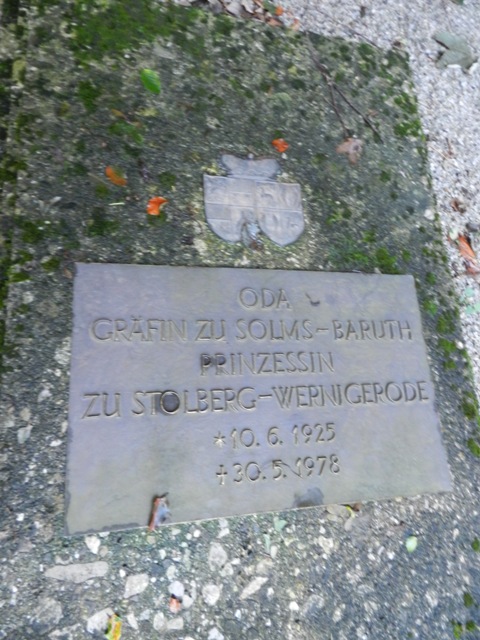 ODA
GRÄFIN ZU SOLMS-BARUTH
PRINZESSIN
ZU STOLBERG-WERNIGERODE
*10.6.1925
+30.5.1978